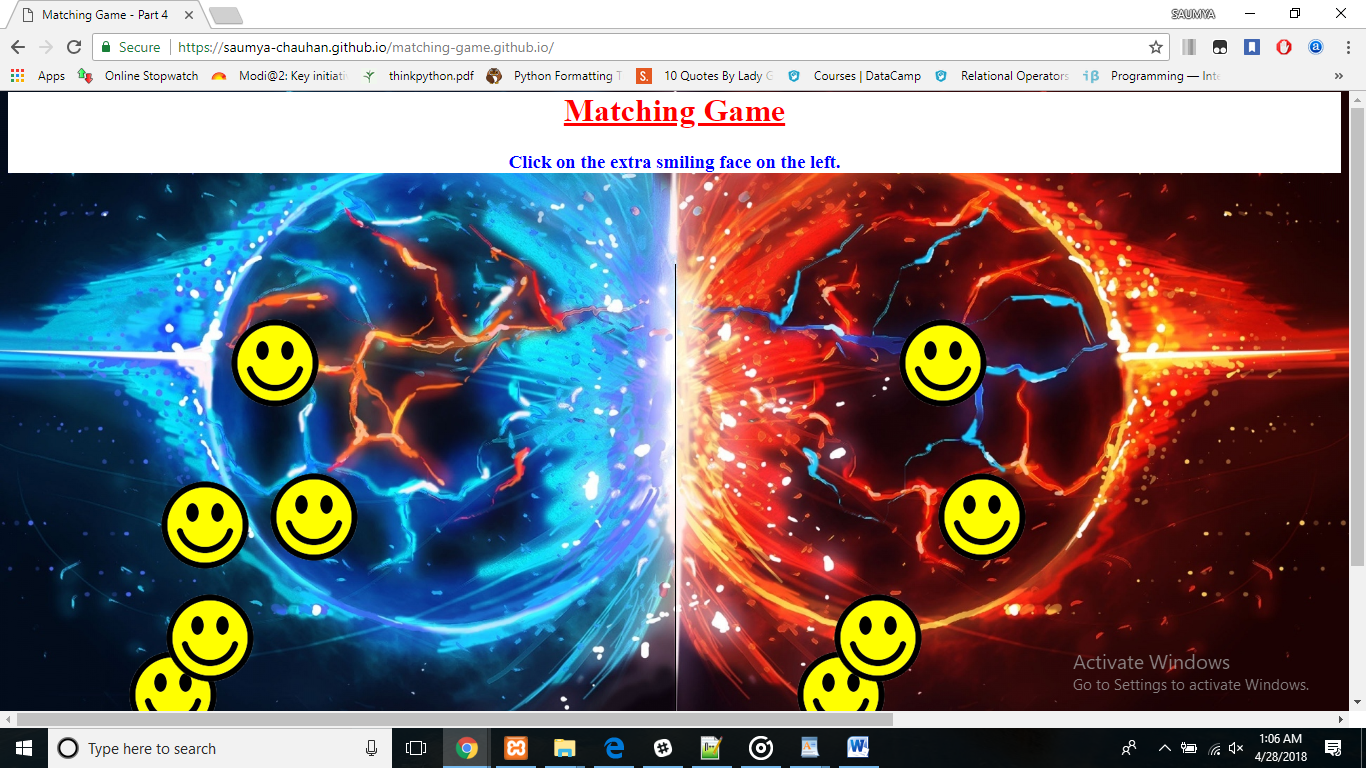 Matching Game - Part 4
SAUMYA
Secure https://saumya-chauhan.github.io/matching-game.github.io/
Apps Online Stopwatch Modi@2: Key initiati thinkpython.pdf Python Formatting T S. 10 Quotes By Lady G Courses | DataCamp Relational Operators iβ Programming — Inte »
Matching Game
Click on the extra smiling face on the left.
Activate Windows
Go to Settings to activate Windows.
Type here to search
1:06 AM
4/28/2018